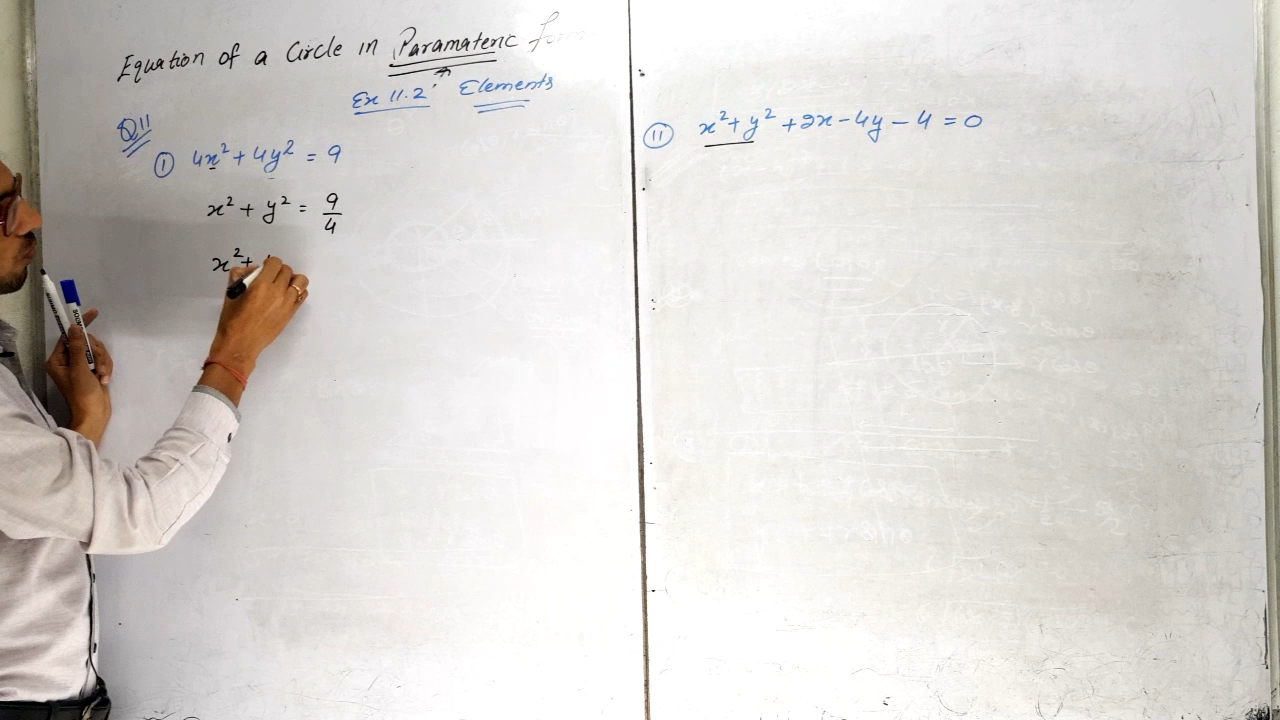 Equation of a Circle in Paramateric form
Ex 11.2 Elements
Q11
① 4x² + 4y² = 9
x² + y² = 9/4
x² +
⑪ x² + y² + 2x - 4y - 4 = 0